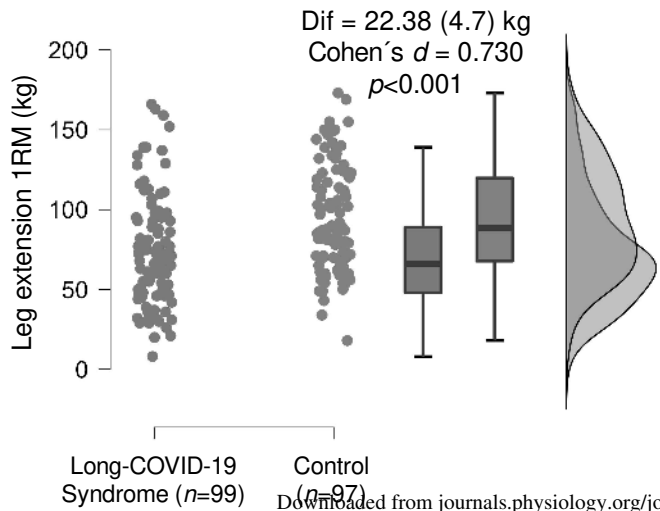 Dif = 22.38 (4.7) kg
Cohen´s d = 0.730
p<0.001
Leg extension 1RM (kg)
200
150
100
50
0
Long-COVID-19
Syndrome (n=99)
Control
(n=97)
Downloaded from journals.physiology.org/jo